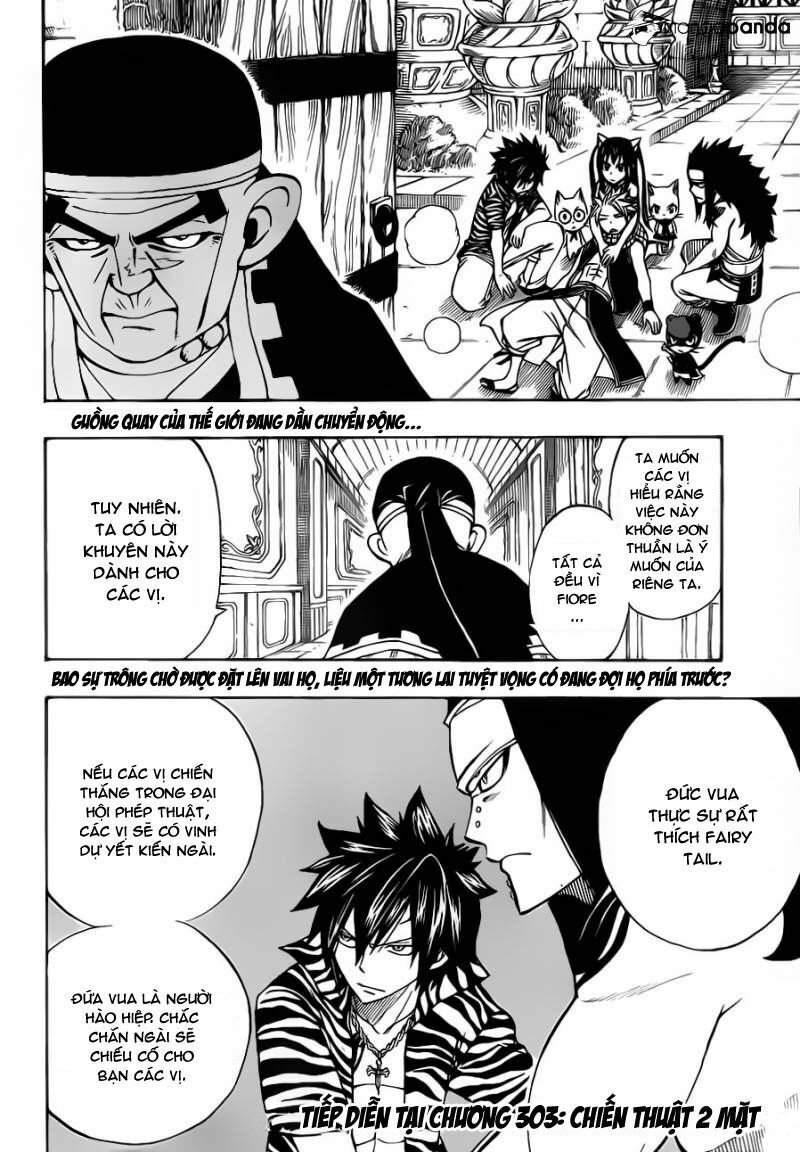 mangapanda
GUỒNG QUAY CỦA THẾ GIỚI ĐANG DẦN CHUYỂN ĐỘNG...
TA MUỐN
CÁC VỊ
HIỂU RẰNG
VIỆC NÀY
KHÔNG ĐƠN
THUẦN LÀ Ý
MUỐN CỦA
RIÊNG TA.
TẤT CẢ
ĐỀU VÌ
FIORE
...
TUY NHIÊN.
TA CÓ LỜI
KHUYÊN NÀY
DÀNH CHO
CÁC VỊ.
BAO SỰ TRÔNG CHỜ ĐƯỢC ĐẶT LÊN VAI HỌ, LIỆU MỘT TƯƠNG LAI TUYỆT VỌNG CÓ ĐANG ĐỢI HỌ PHÍA TRƯỚC?
ĐỨC VUA
THỰC SỰ RẤT
THÍCH FAIRY
TAIL.
NẾU CÁC VỊ CHIẾN
THẮNG TRONG ĐẠI
HỘI PHÉP THUẬT,
CÁC VỊ SẼ CÓ VINH
DỰ YẾT KIẾN NGÀI.
ĐỨA VUA LÀ NGƯỜI
HÀO HIỆP. CHẮC
CHẮN NGÀI SẼ
CHIẾU CỐ CHO
BẠN CÁC VỊ.
TIẾP DIỄN TẠI CHƯƠNG 303: CHIẾN THUẬT 2 MẶT